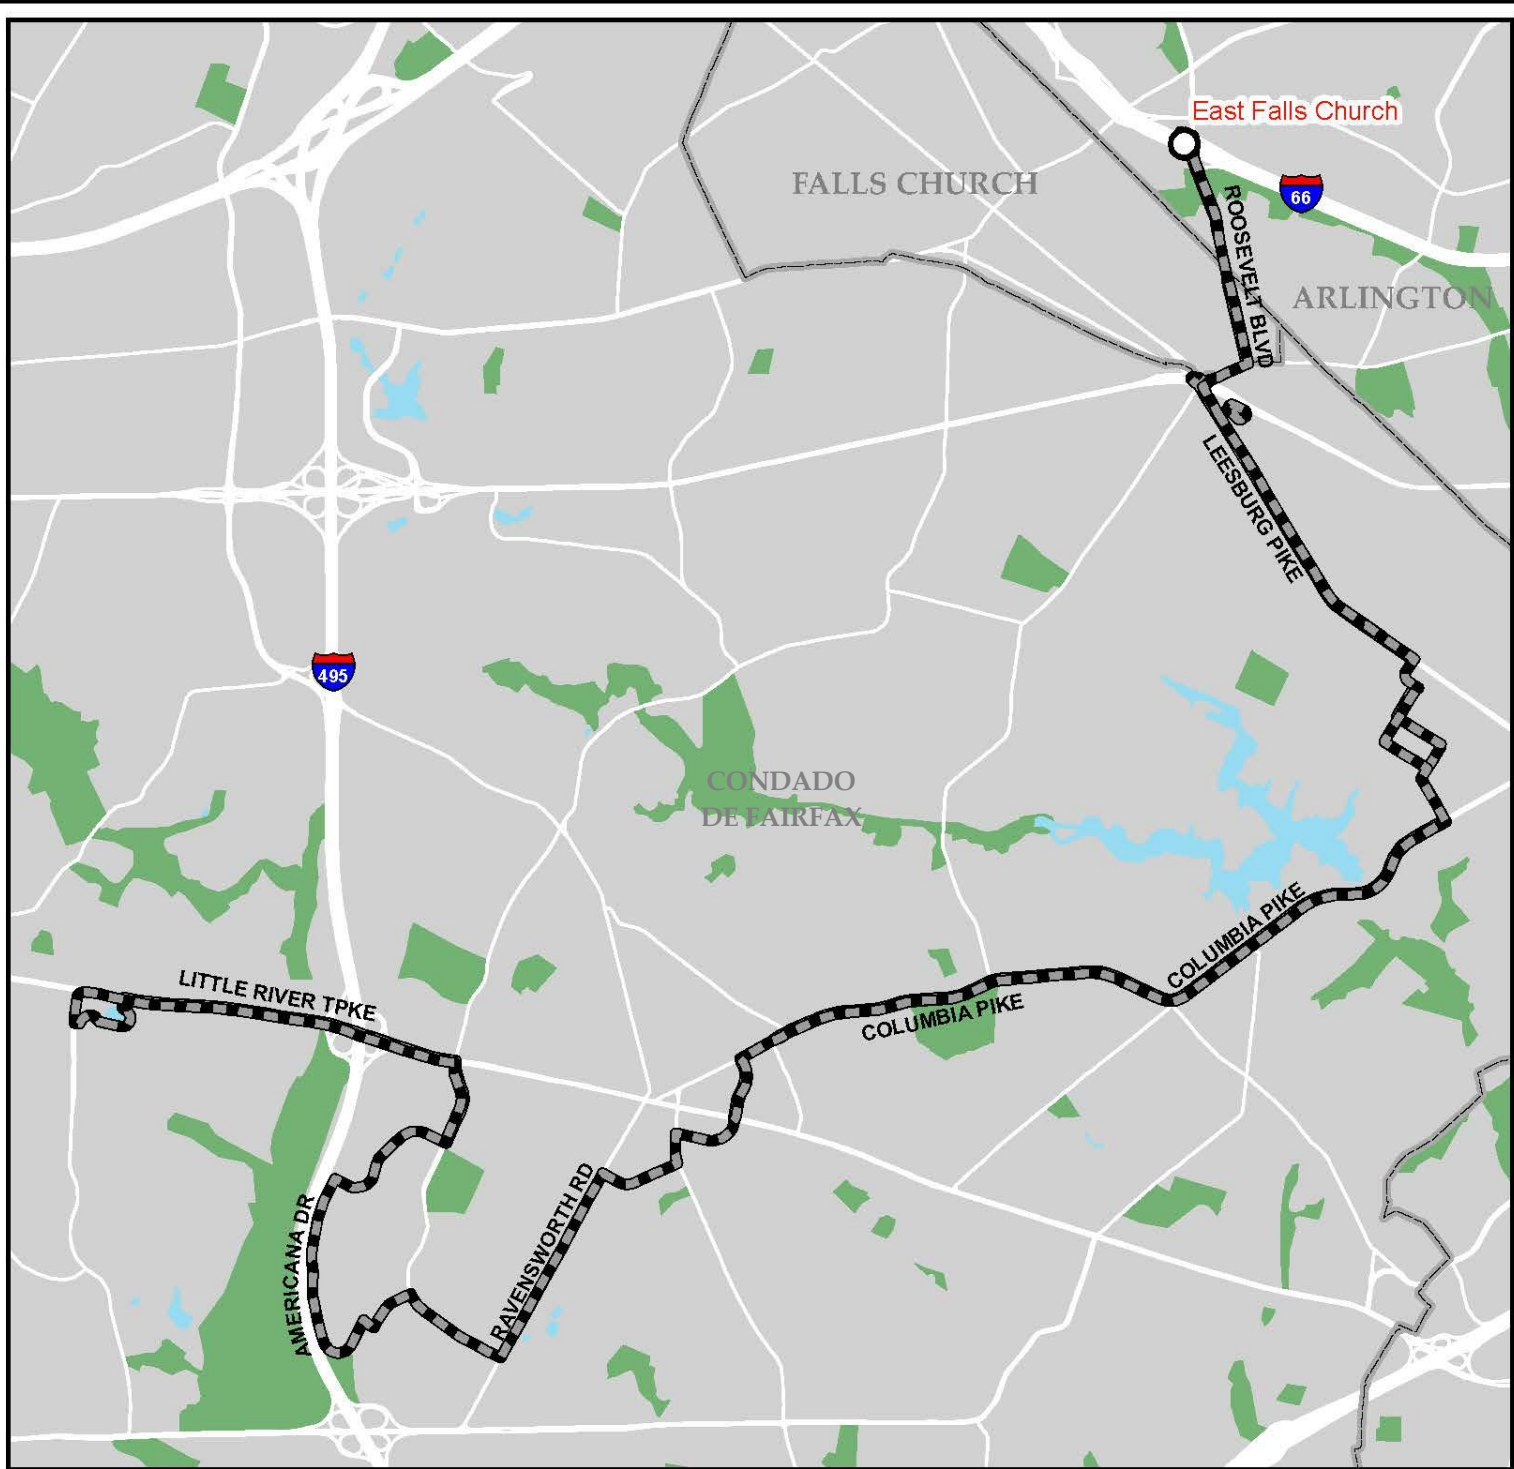 East Falls Church
FALLS CHURCH
66
ROOSEVELT BLVD
ARLINGTON
LEESBURG PIKE
495
CONDADO
DE FAIRFAX
COLUMBIA PIKE
LITTLE RIVER TPKE
COLUMBIA PIKE
RAVENSWORTH RD
AMERICANA DR